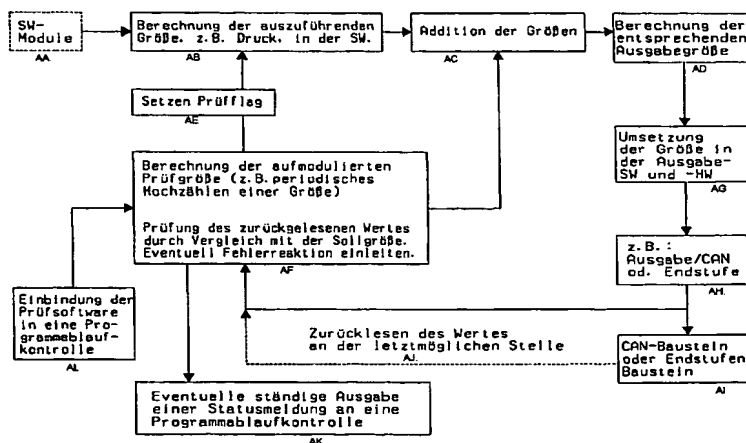 SW-
Module
AA
Berechnung der auszuführenden
Größe. z.B. Druck. in der SW.
AB
Addition der Größen
AC
Berechnung der
entsprechenden
Ausgabegröße
AD
Setzen Prüfflag
AE
Umsetzung
der Größe in
der Ausgabe-
SW und -HW
AG
Berechnung der aufmodulierten
Prüfgröße (z.B. periodisches
Hochzählen einer Größe)
Prüfung des zurückgelesenen Wertes
durch Vergleich mit der Sollgröße.
Eventuell Fehlerreaktion einleiten.
AF
z.B.:
Ausgabe/CAN
od. Endstufe
AH.
Einbindung der
Prüfsoftware
in eine Pro-
grammablauf-
kontrolle
AL
Zurücklesen des Wertes
an der letztmöglichen Stelle
AJ.
CAN-Baustein
oder Endstufen
Baustein
AI
Eventuelle ständige Ausgabe
einer Statusmeldung an eine
Programmablaufkontrolle
AK